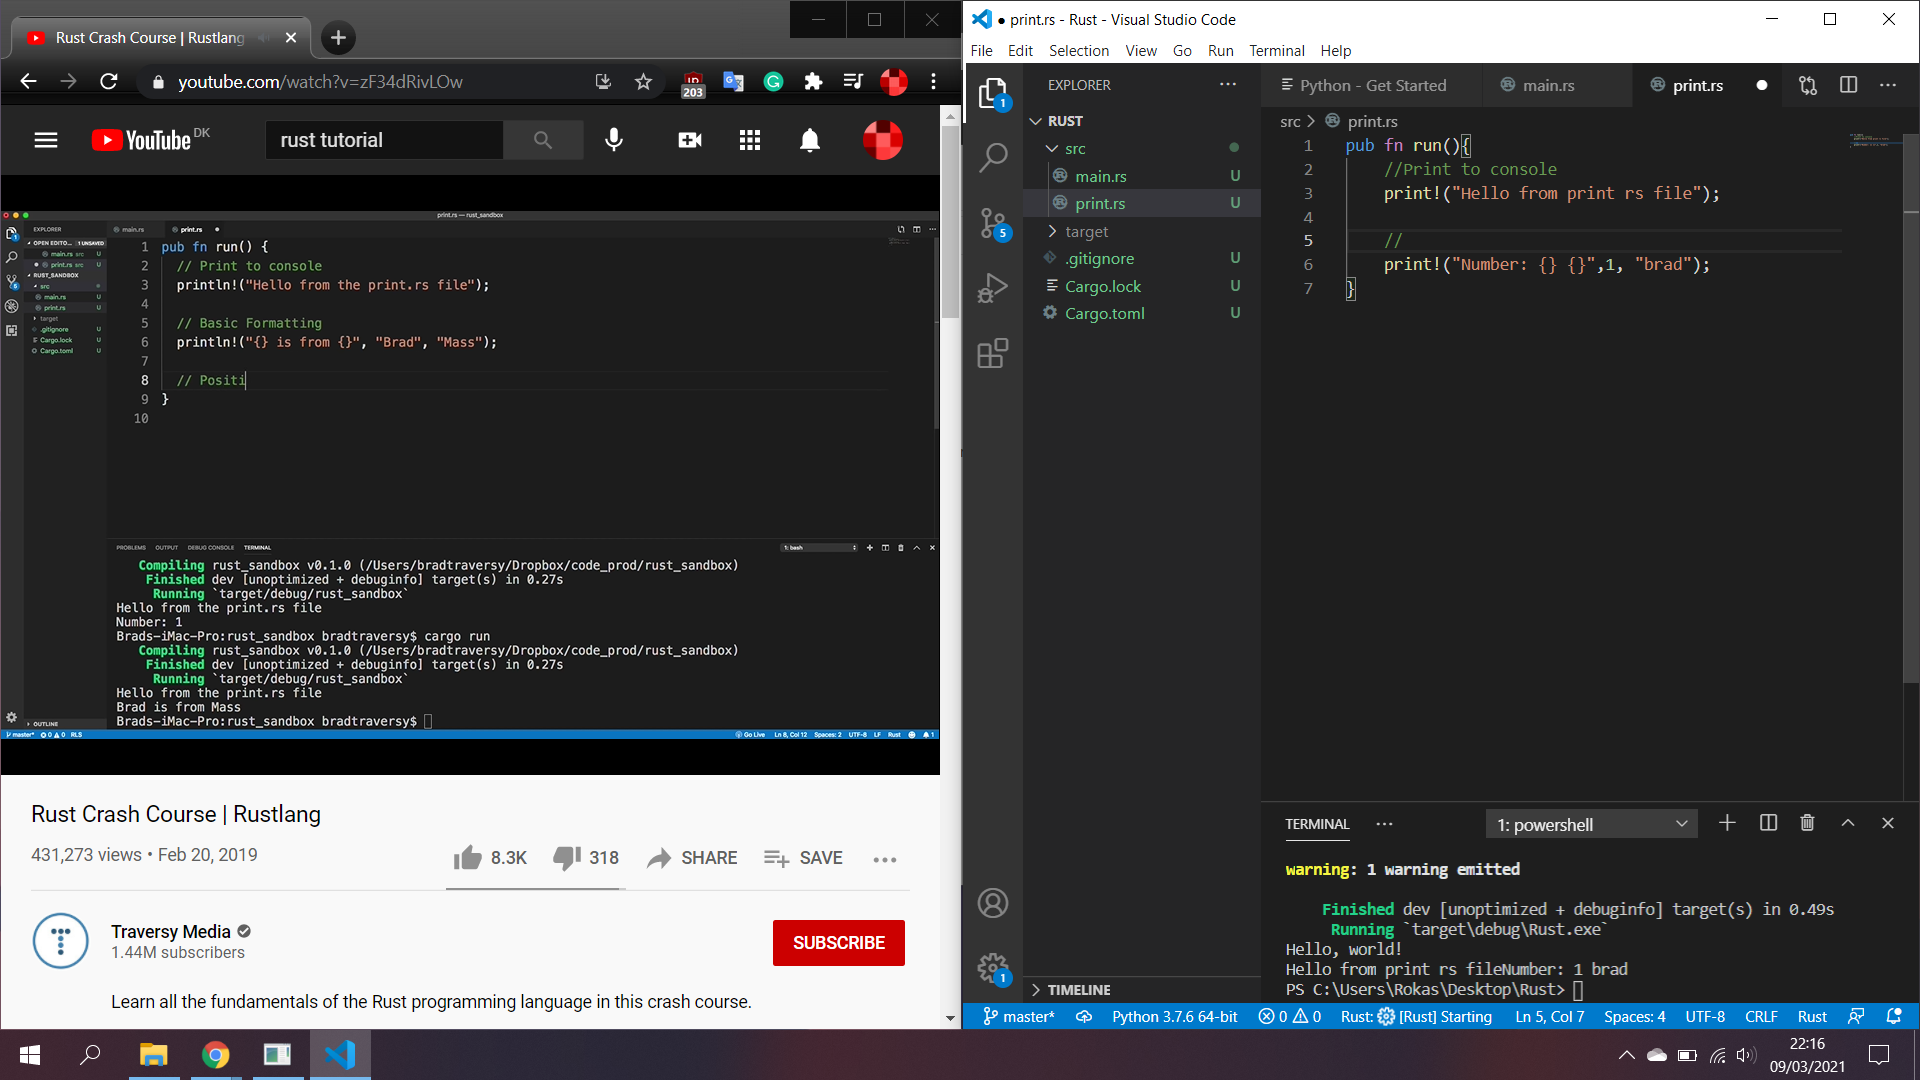 Rust Crash Course | Rustlang
youtube.com/watch?v=zF34dRivLOw
203
YouTube DK
rust tutorial
print.rs — rust_sandbox
EXPLORER
OPEN EDITO... 1 UNSAVED
main.rs src U
print.rs src U
RUST_SANDBOX
src
main.rs U
print.rs U
target
.gitignore U
Cargo.lock U
Cargo.toml U
OUTLINE
main.rs
print.rs
1 pub fn run() {
2 // Print to console
3 println!("Hello from the print.rs file");
4
5 // Basic Formatting
6 println!("{} is from {}", "Brad", "Mass");
7
8 // Positi
9 }
10
PROBLEMS OUTPUT DEBUG CONSOLE TERMINAL 1: bash
Compiling rust_sandbox v0.1.0 (/Users/bradtraversy/Dropbox/code_prod/rust_sandbox)
Finished dev [unoptimized + debuginfo] target(s) in 0.27s
Running `target/debug/rust_sandbox`
Hello from the print.rs file
Number: 1
Brads-iMac-Pro:rust_sandbox bradtraversy$ cargo run
Compiling rust_sandbox v0.1.0 (/Users/bradtraversy/Dropbox/code_prod/rust_sandbox)
Finished dev [unoptimized + debuginfo] target(s) in 0.27s
Running `target/debug/rust_sandbox`
Hello from the print.rs file
Brad is from Mass
Brads-iMac-Pro:rust_sandbox bradtraversy$
master* 0 0 RLS Go Live Ln 8, Col 12 Spaces: 2 UTF-8 LF Rust 1
Rust Crash Course | Rustlang
431,273 views • Feb 20, 2019
8.3K 318 SHARE SAVE
Traversy Media
1.44M subscribers
SUBSCRIBE
Learn all the fundamentals of the Rust programming language in this crash course.
● print.rs - Rust - Visual Studio Code
File Edit Selection View Go Run Terminal Help
1
5
1
EXPLORER
RUST
src
main.rs U
print.rs U
target
.gitignore U
Cargo.lock U
Cargo.toml U
TIMELINE
Python - Get Started
main.rs
print.rs
src > print.rs
1 pub fn run(){
2 //Print to console
3 print!("Hello from print rs file");
4
5 //
6 print!("Number: {} {}",1, "brad");
7 }
TERMINAL 1: powershell
warning: 1 warning emitted
Finished dev [unoptimized + debuginfo] target(s) in 0.49s
Running `target\debug\Rust.exe`
Hello, world!
Hello from print rs fileNumber: 1 brad
PS C:\Users\Rokas\Desktop\Rust>
master* Python 3.7.6 64-bit 0 0 Rust: [Rust] Starting Ln 5, Col 7 Spaces: 4 UTF-8 CRLF Rust
22:16
09/03/2021